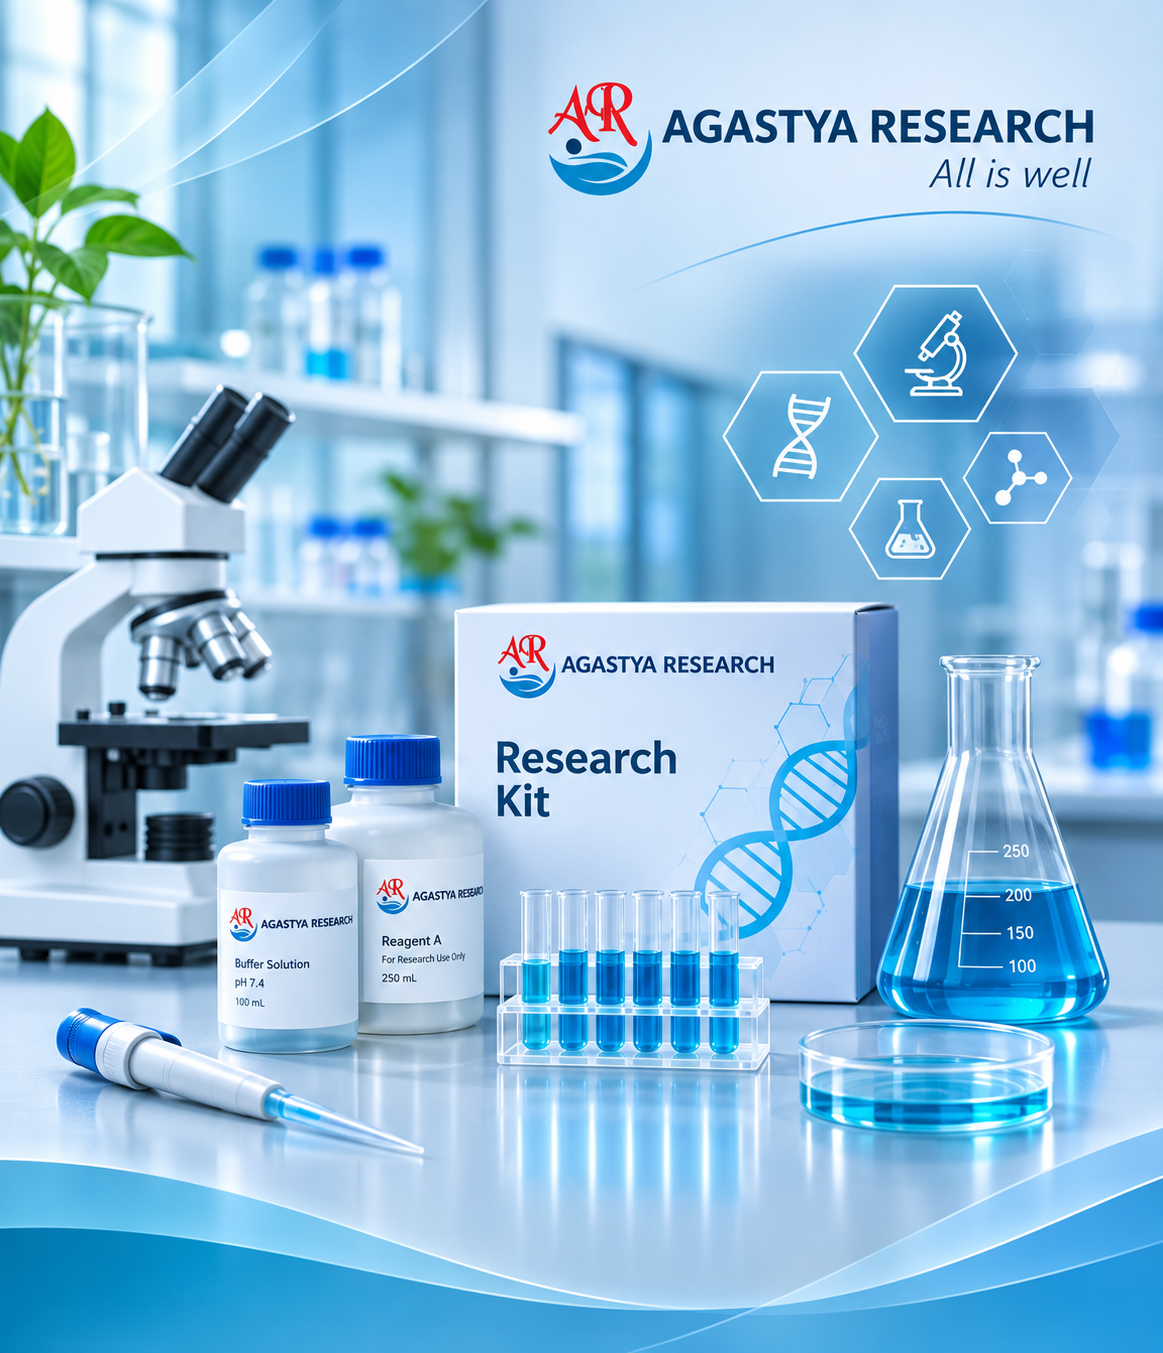 AR AGASTYA RESEARCH
All is well
AR AGASTYA RESEARCH
Research
Kit
AR AGASTYA RESEARCH
Reagent A
For Research Use Only
250 mL
AR AGASTYA RESEARCH
Buffer Solution
pH 7.4
100 mL
250
200
150
100